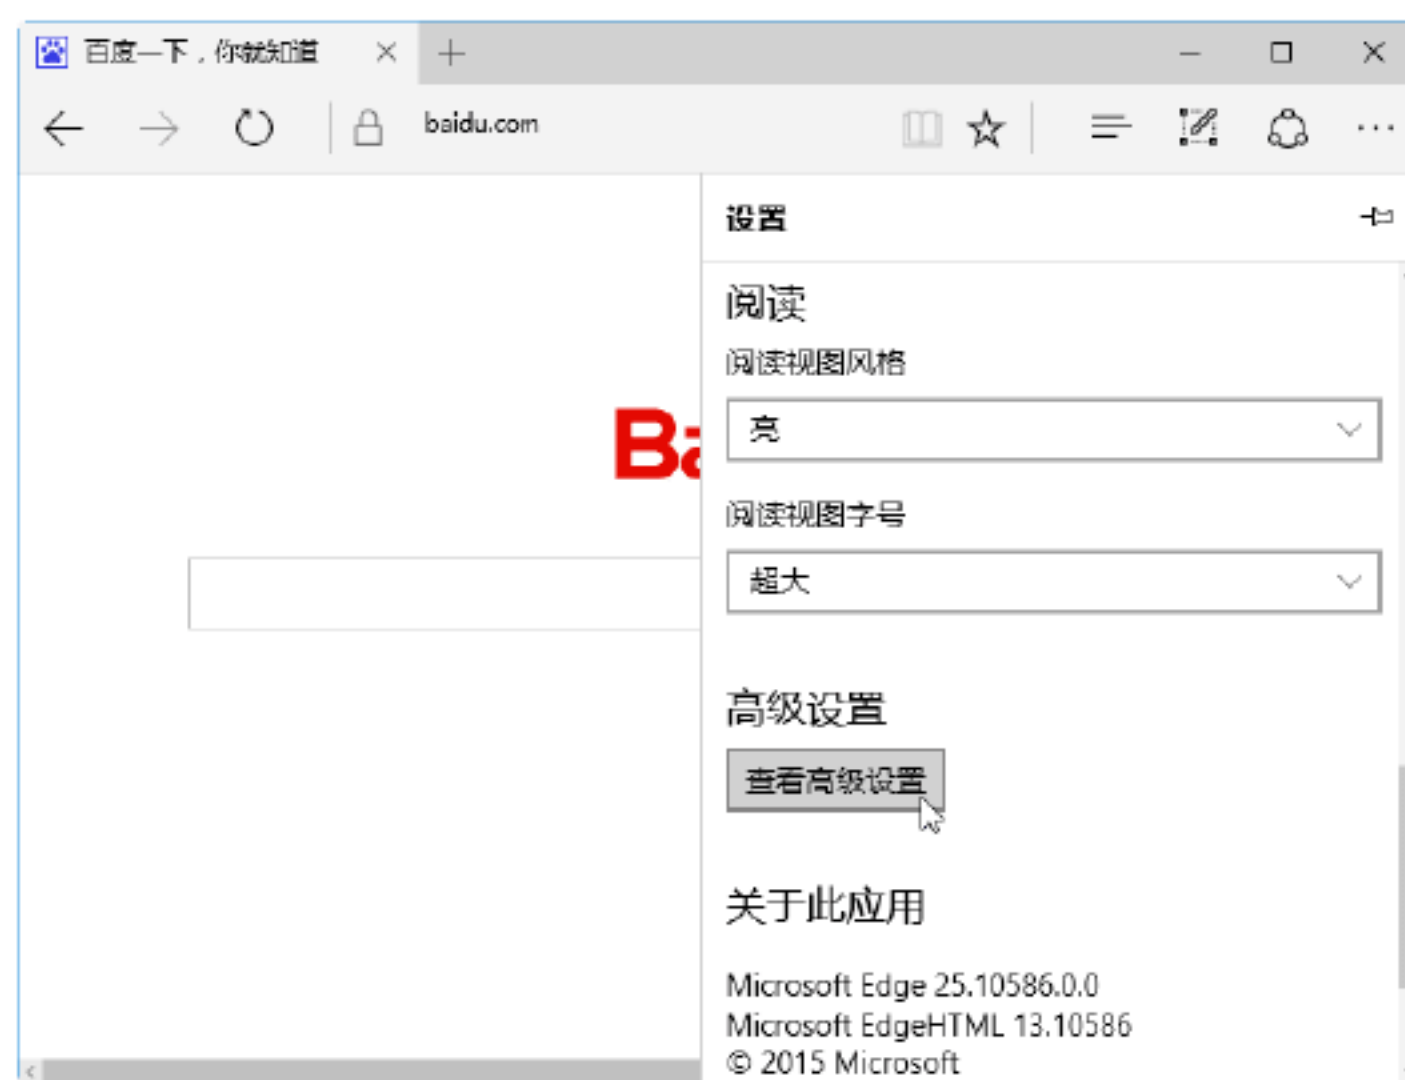 百度一下，你就知道
baidu.com
设置
阅读
阅读视图风格
亮
Ba
阅读视图字号
超大
高级设置
查看高级设置
关于此应用
Microsoft Edge 25.10586.0.0
Microsoft EdgeHTML 13.10586
© 2015 Microsoft